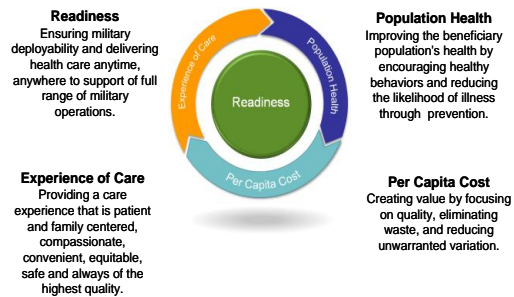 Readiness
Ensuring military
deployability and delivering
health care anytime,
anywhere to support of full
range of military
operations.
Experience of Care
Population Health
Readiness
Per Capita Cost
Population Health
Improving the beneficiary
population's health by
encouraging healthy
behaviors and reducing
the likelihood of illness
through prevention.
Experience of Care
Providing a care
experience that is patient
and family centered,
compassionate,
convenient, equitable,
safe and always of the
highest quality.
Per Capita Cost
Creating value by focusing
on quality, eliminating
waste, and reducing
unwarranted variation.